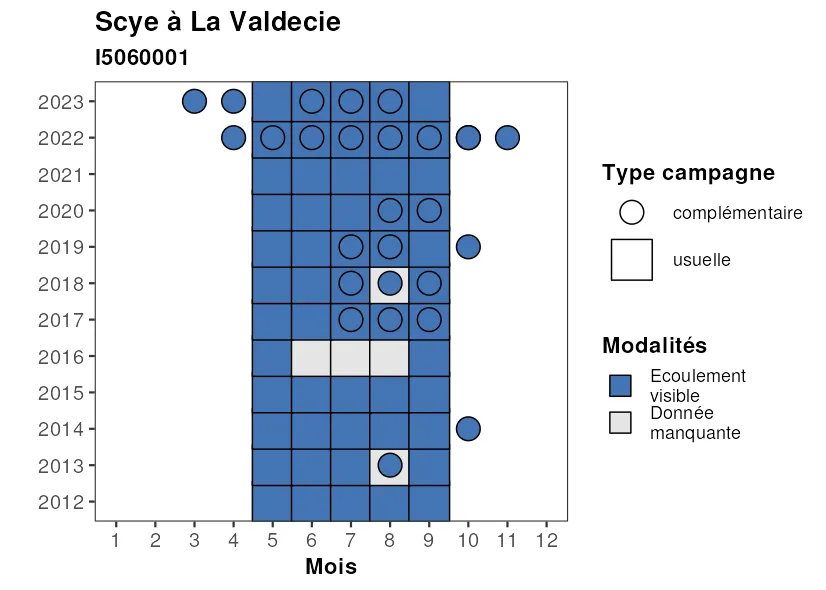 Scye à La Valdecie
I5060001
2023
2022
2021
2020
2019
2018
2017
2016
2015
2014
2013
2012
1 2 3 4 5 6 7 8 9 10 11 12
Mois
Type campagne
complémentaire
usuelle
Modalités
Ecoulement
visible
Donnée
manquante